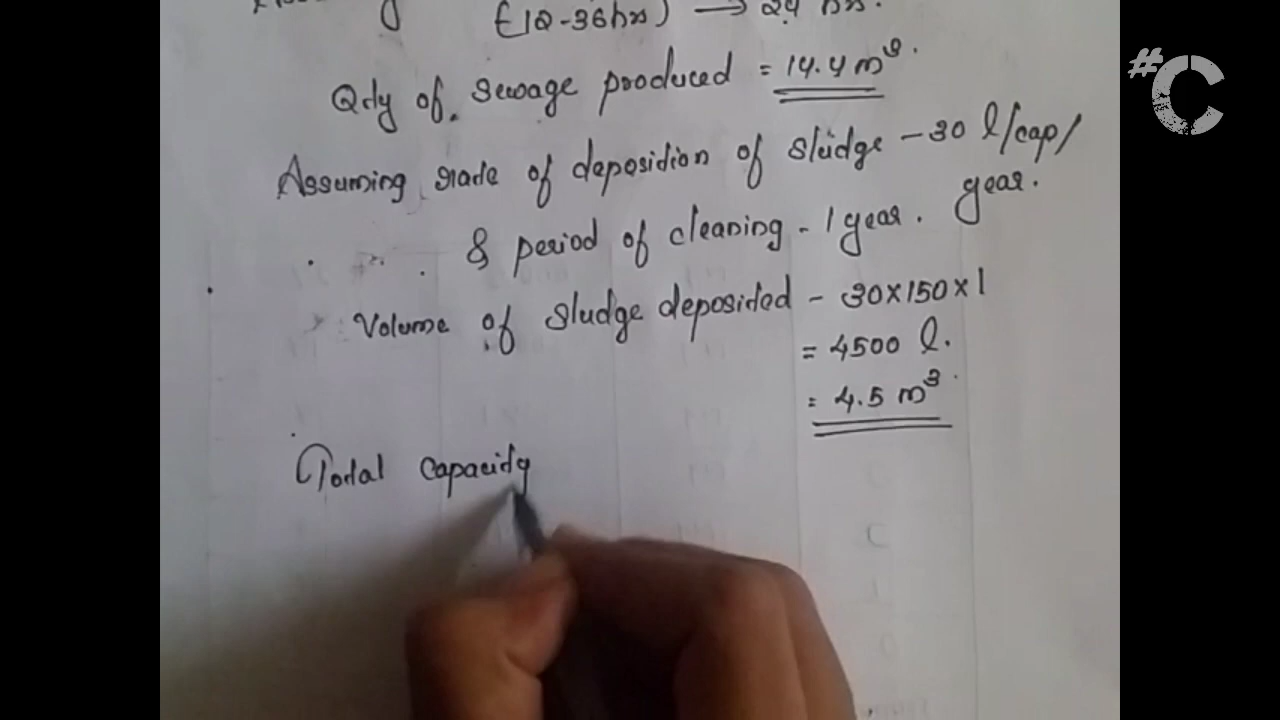 (12-36hrs) → 24 hrs.
Qty of sewage produced = 14.4 m³.
Assuming rate of deposition of sludge - 30 l/cap/
year.
& period of cleaning - 1 year.
Volume of sludge deposited - 30×150×1
= 4500 l.
= 4.5 m³.
Total capacity
#C